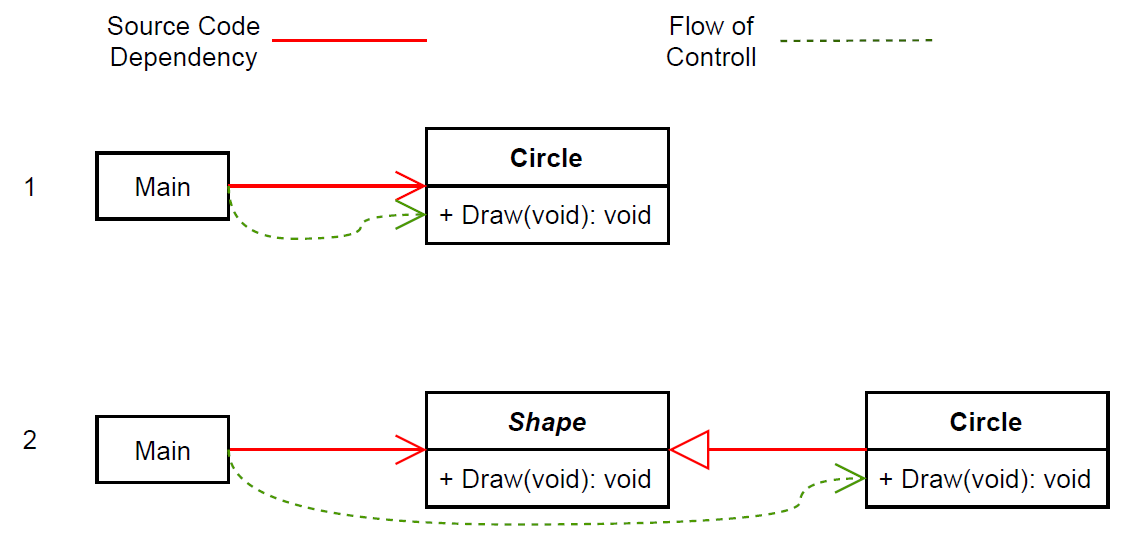 Source Code
Dependency
Flow of
Controll
1
Main
Circle
+ Draw(void): void
2
Main
Shape
+ Draw(void): void
Circle
+ Draw(void): void